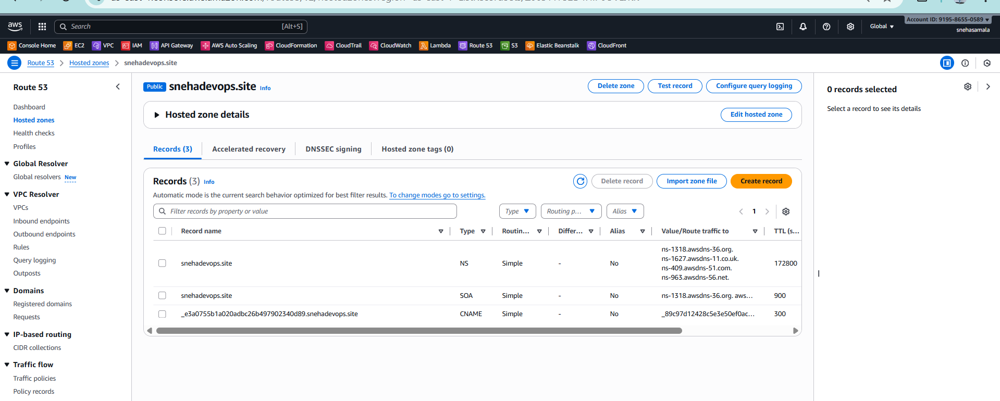 aws
Search
[Alt+S]
Global
Account ID: 9195-8655-0589
snehasamala
Console Home
EC2
VPC
IAM
API Gateway
AWS Auto Scaling
CloudFormation
CloudTrail
CloudWatch
Lambda
Route 53
S3
Elastic Beanstalk
CloudFront
Route 53
Hosted zones
snehadevops.site
Route 53
Dashboard
Hosted zones
Health checks
Profiles
Global Resolver
Global resolvers New
VPC Resolver
VPCs
Inbound endpoints
Outbound endpoints
Rules
Query logging
Outposts
Domains
Registered domains
Requests
IP-based routing
CIDR collections
Traffic flow
Traffic policies
Policy records
Public snehadevops.site Info
Delete zone
Test record
Configure query logging
Hosted zone details
Edit hosted zone
Records (3)
Accelerated recovery
DNSSEC signing
Hosted zone tags (0)
Records (3) Info
Delete record
Import zone file
Create record
Automatic mode is the current search behavior optimized for best filter results. To change modes go to settings.
Filter records by property or value
Type
Routing p...
Alias
1
Record name Type Routin... Differ... Alias Value/Route traffic to TTL (s...
snehadevops.site NS Simple - No
ns-1318.awsdns-36.org.
ns-1627.awsdns-11.co.uk.
ns-409.awsdns-51.com.
ns-963.awsdns-56.net.
172800
snehadevops.site SOA Simple - No ns-1318.awsdns-36.org. aws... 900
_e3a0755b1a020adbc26b497902340d89.snehadevops.site CNAME Simple - No _89c97d12428c5e3e50ef0ac... 300
0 records selected
Select a record to see its details